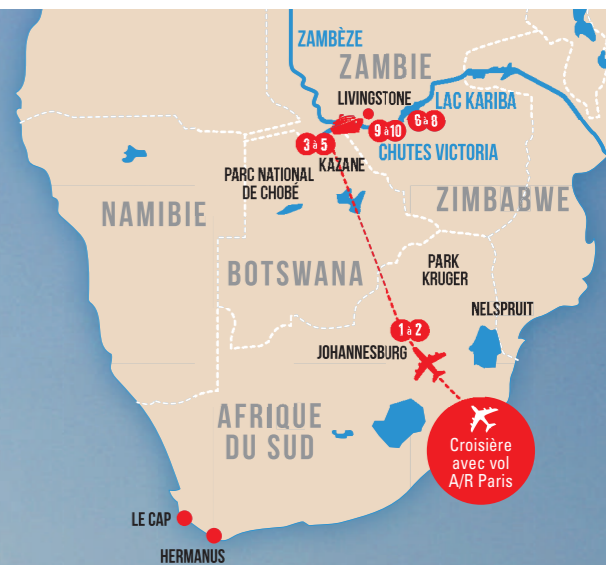 ZAMBÈZE
ZAMBIE
LIVINGSTONE
LAC KARIBA
6 à 8
9 à 10
3 à 5
CHUTES VICTORIA
KAZANE
PARC NATIONAL
DE CHOBÉ
ZIMBABWE
NAMIBIE
BOTSWANA
PARK
KRUGER
NELSPRUIT
1 à 2
JOHANNESBURG
AFRIQUE
DU SUD
Croisière
avec vol
A/R Paris
LE CAP
HERMANUS